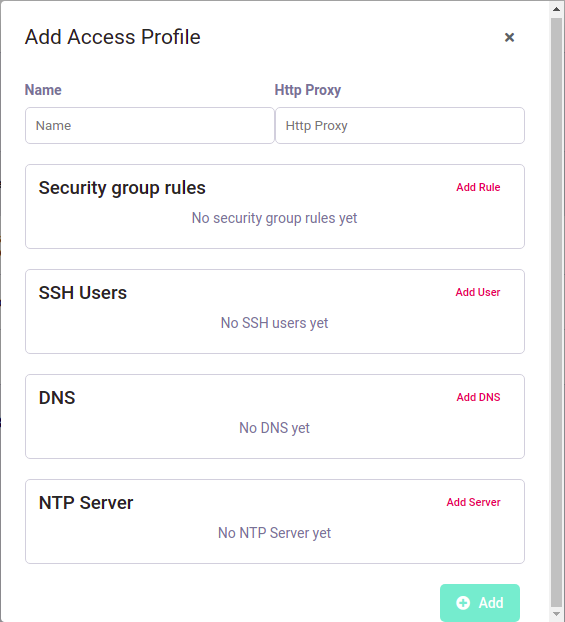 Add Access Profile
Name Http Proxy
Name Http Proxy
Security group rules Add Rule
No security group rules yet
SSH Users Add User
No SSH users yet
DNS Add DNS
No DNS yet
NTP Server Add Server
No NTP Server yet
Add